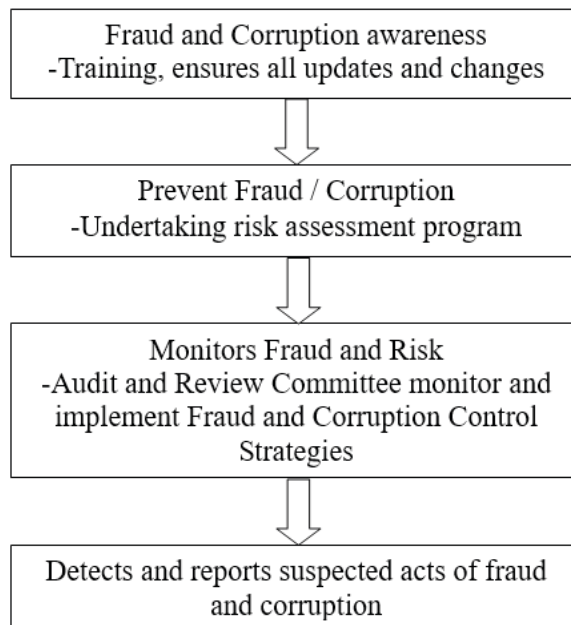 Fraud and Corruption awareness
-Training, ensures all updates and changes
Prevent Fraud / Corruption
-Undertaking risk assessment program
Monitors Fraud and Risk
-Audit and Review Committee monitor and
implement Fraud and Corruption Control
Strategies
Detects and reports suspected acts of fraud
and corruption